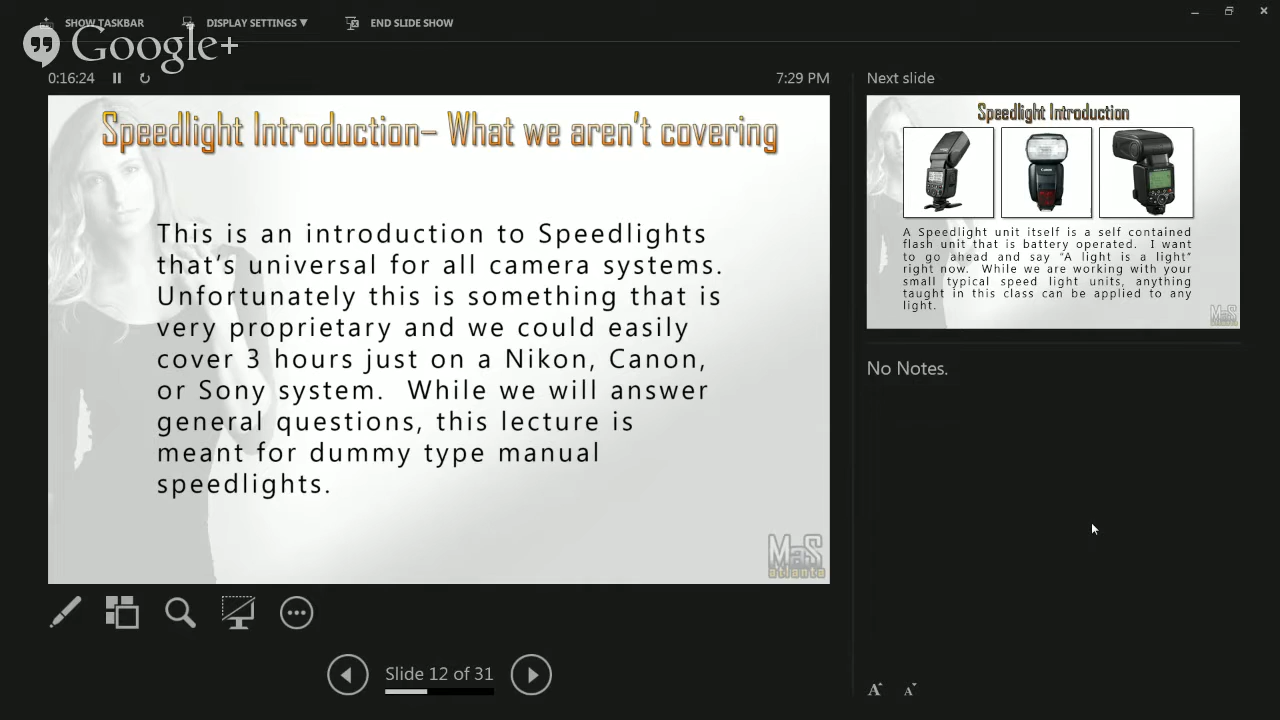 SHOW TASKBAR
DISPLAY SETTINGS ▼
END SLIDE SHOW
Google+
0:16:24
7:29 PM
Next slide
Speedlight Introduction– What we aren't covering
This is an introduction to Speedlights
that's universal for all camera systems.
Unfortunately this is something that is
very proprietary and we could easily
cover 3 hours just on a Nikon, Canon,
or Sony system.  While we will answer
general questions, this lecture is
meant for dummy type manual
speedlights.
MaS
atlanta
Speedlight Introduction
Canon
A Speedlight unit itself is a self contained
flash unit that is battery operated.  I want
to go ahead and say "A light is a light"
right now.  While we are working with your
small typical speed light units, anything
taught in this class can be applied to any
light.
MaS
atlanta
No Notes.
Slide 12 of 31
A A